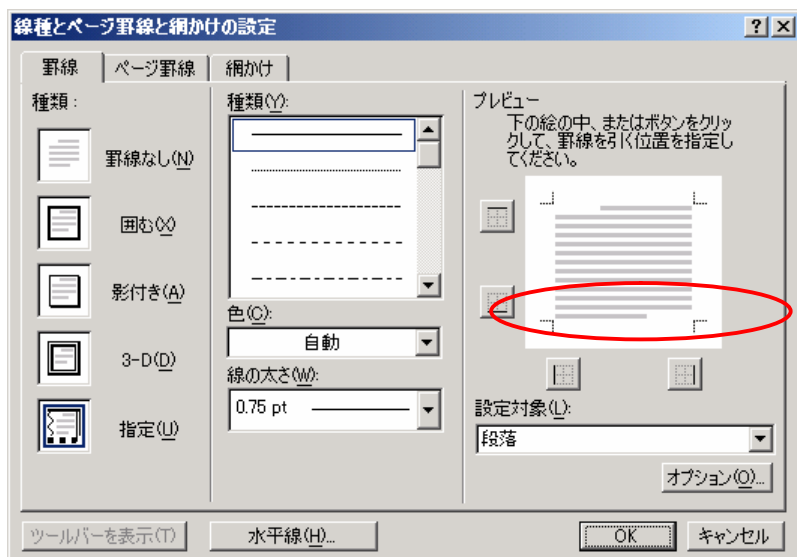 線種とページ罫線と網かけの設定
罫線
ページ罫線
網かけ
種類：
罫線なし(N)
囲む(X)
影付き(A)
3-D(D)
指定(U)
種類(Y):
色(C):
自動
線の太さ(W):
0.75 pt
プレビュー
下の絵の中、またはボタンをクリッ
クして、罫線を引く位置を指定し
てください。
設定対象(L):
段落
オプション(O)...
ツールバーを表示(T)
水平線(H)...
OK
キャンセル